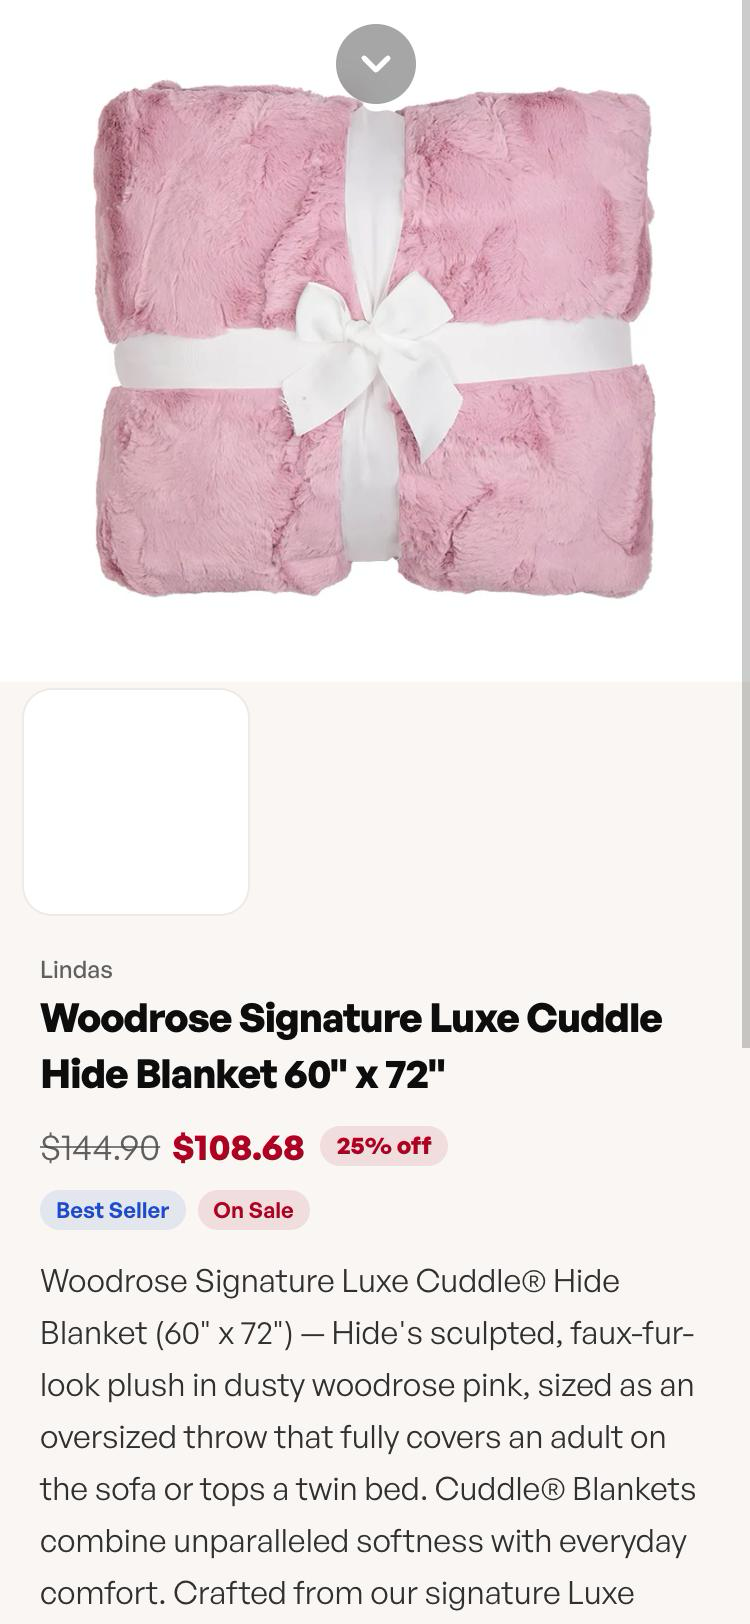 Lindas
Woodrose Signature Luxe Cuddle
Hide Blanket 60" x 72"
$144.90 $108.68 25% off
Best Seller On Sale
Woodrose Signature Luxe Cuddle® Hide
Blanket (60" x 72") — Hide's sculpted, faux-fur-
look plush in dusty woodrose pink, sized as an
oversized throw that fully covers an adult on
the sofa or tops a twin bed. Cuddle® Blankets
combine unparalleled softness with everyday
comfort. Crafted from our signature Luxe